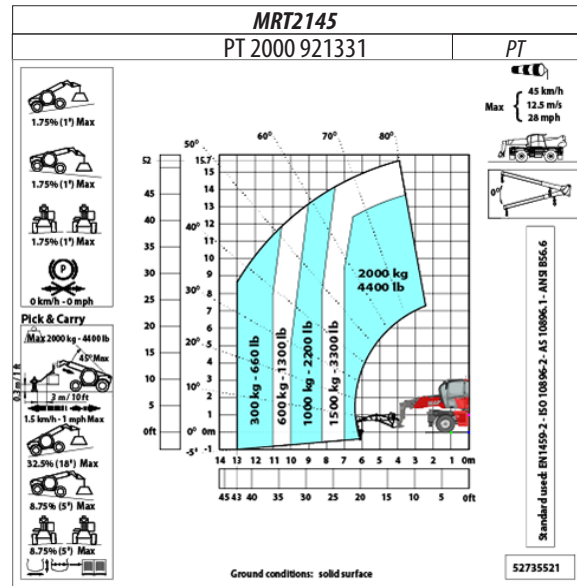 MRT2145
PT 2000 921331
PT
1.75% (1°) Max
1.75% (1°) Max
1.75% (1°) Max
P
0 km/h - 0 mph
Pick & Carry
Max 2000 kg - 4400 lb
45° Max
0.3 m / 1 ft
3 m / 10 ft
1.5 km/h - 1 mph Max
32.5% (18°) Max
8.75% (5°) Max
8.75% (5°) Max
Max { 45 km/h
12.5 m/s
28 mph
0°
50° 60° 70° 80°
52 15.7
15
45 14
13
40 12
40°
35 11
10
30 9
30°
8
25 7
20 6
20°
5
15 4
10 3
10°
2
5 1
0ft 0° 0m
-5° -1
300 kg - 660 lb
600 kg - 1300 lb
1000 kg - 2200 lb
1500 kg - 3300 lb
2000 kg
4400 lb
14 13 12 11 10 9 8 7 6 5 4 3 2 1 0m
45 43 40 35 30 25 20 15 10 5 0ft
Standard used: EN1459-2 - ISO 10896-2 - AS 10896.1 - ANSI B56.6
Ground conditions: solid surface
52735521